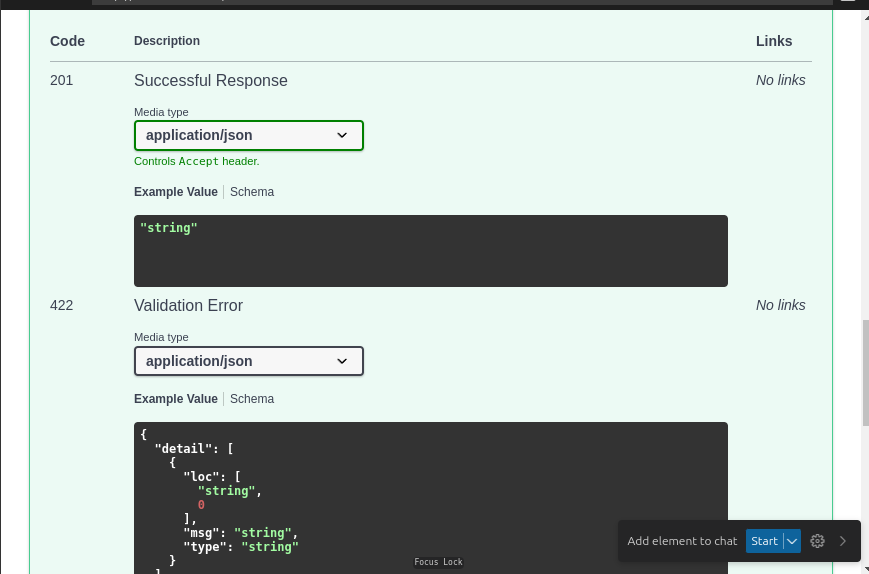 Code Description Links
201 Successful Response No links
Media type
application/json
Controls Accept header.
Example Value Schema
"string"
422 Validation Error No links
Media type
application/json
Example Value Schema
{
"detail": [
{
"loc": [
"string",
0
],
"msg": "string",
"type": "string"
}
]
Add element to chat Start
Focus Lock